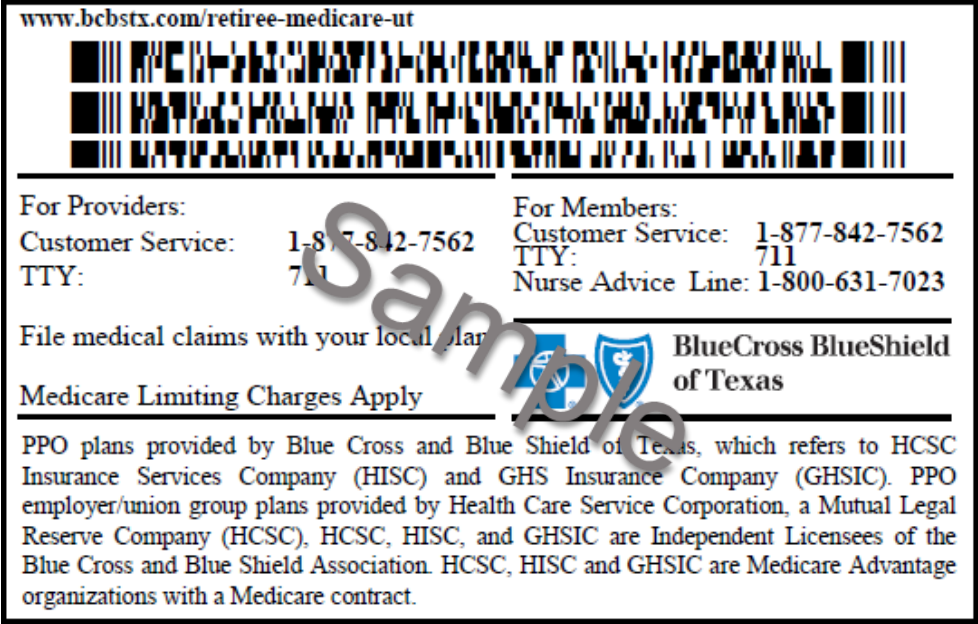 www.bcbstx.com/retiree-medicare-ut
For Providers:
Customer Service: 1-877-842-7562
TTY: 711
File medical claims with your local plan
Medicare Limiting Charges Apply
For Members:
Customer Service: 1-877-842-7562
TTY: 711
Nurse Advice Line: 1-800-631-7023
BlueCross BlueShield
of Texas
Sample
PPO plans provided by Blue Cross and Blue Shield of Texas, which refers to HCSC
Insurance Services Company (HISC) and GHS Insurance Company (GHSIC). PPO
employer/union group plans provided by Health Care Service Corporation, a Mutual Legal
Reserve Company (HCSC), HCSC, HISC, and GHSIC are Independent Licensees of the
Blue Cross and Blue Shield Association. HCSC, HISC and GHSIC are Medicare Advantage
organizations with a Medicare contract.